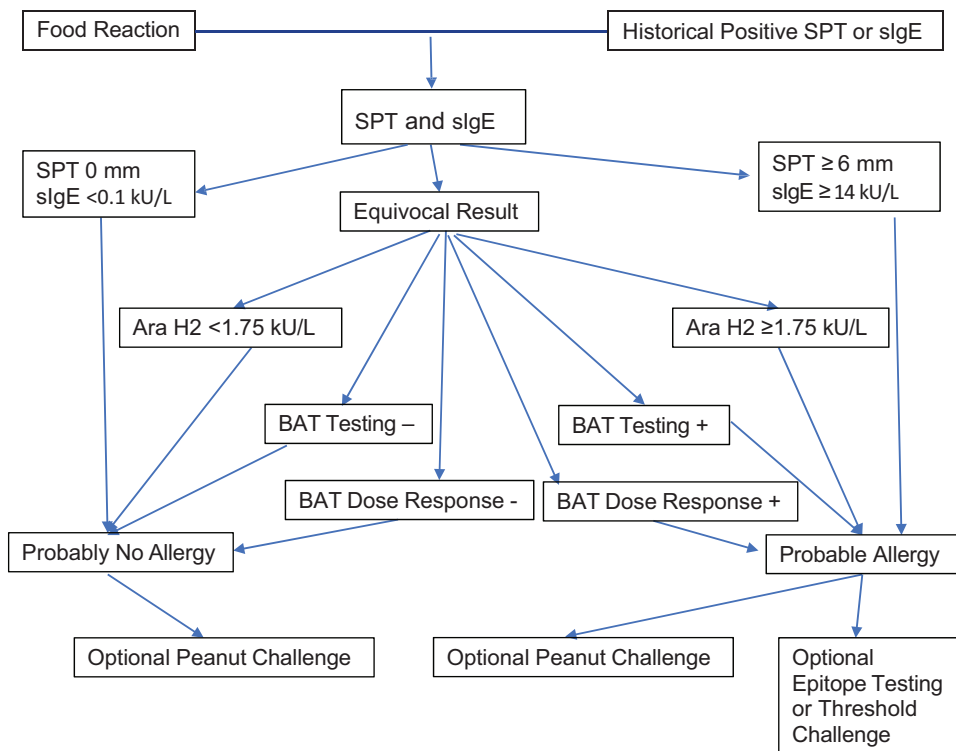 Food Reaction
Historical Positive SPT or sIgE
SPT and sIgE
SPT 0 mm
sIgE <0.1 kU/L
SPT ≥ 6 mm
sIgE ≥ 14 kU/L
Equivocal Result
Ara H2 <1.75 kU/L
Ara H2 ≥1.75 kU/L
BAT Testing –
BAT Testing +
BAT Dose Response -
BAT Dose Response +
Probably No Allergy
Probable Allergy
Optional Peanut Challenge
Optional Peanut Challenge
Optional
Epitope Testing
or Threshold
Challenge